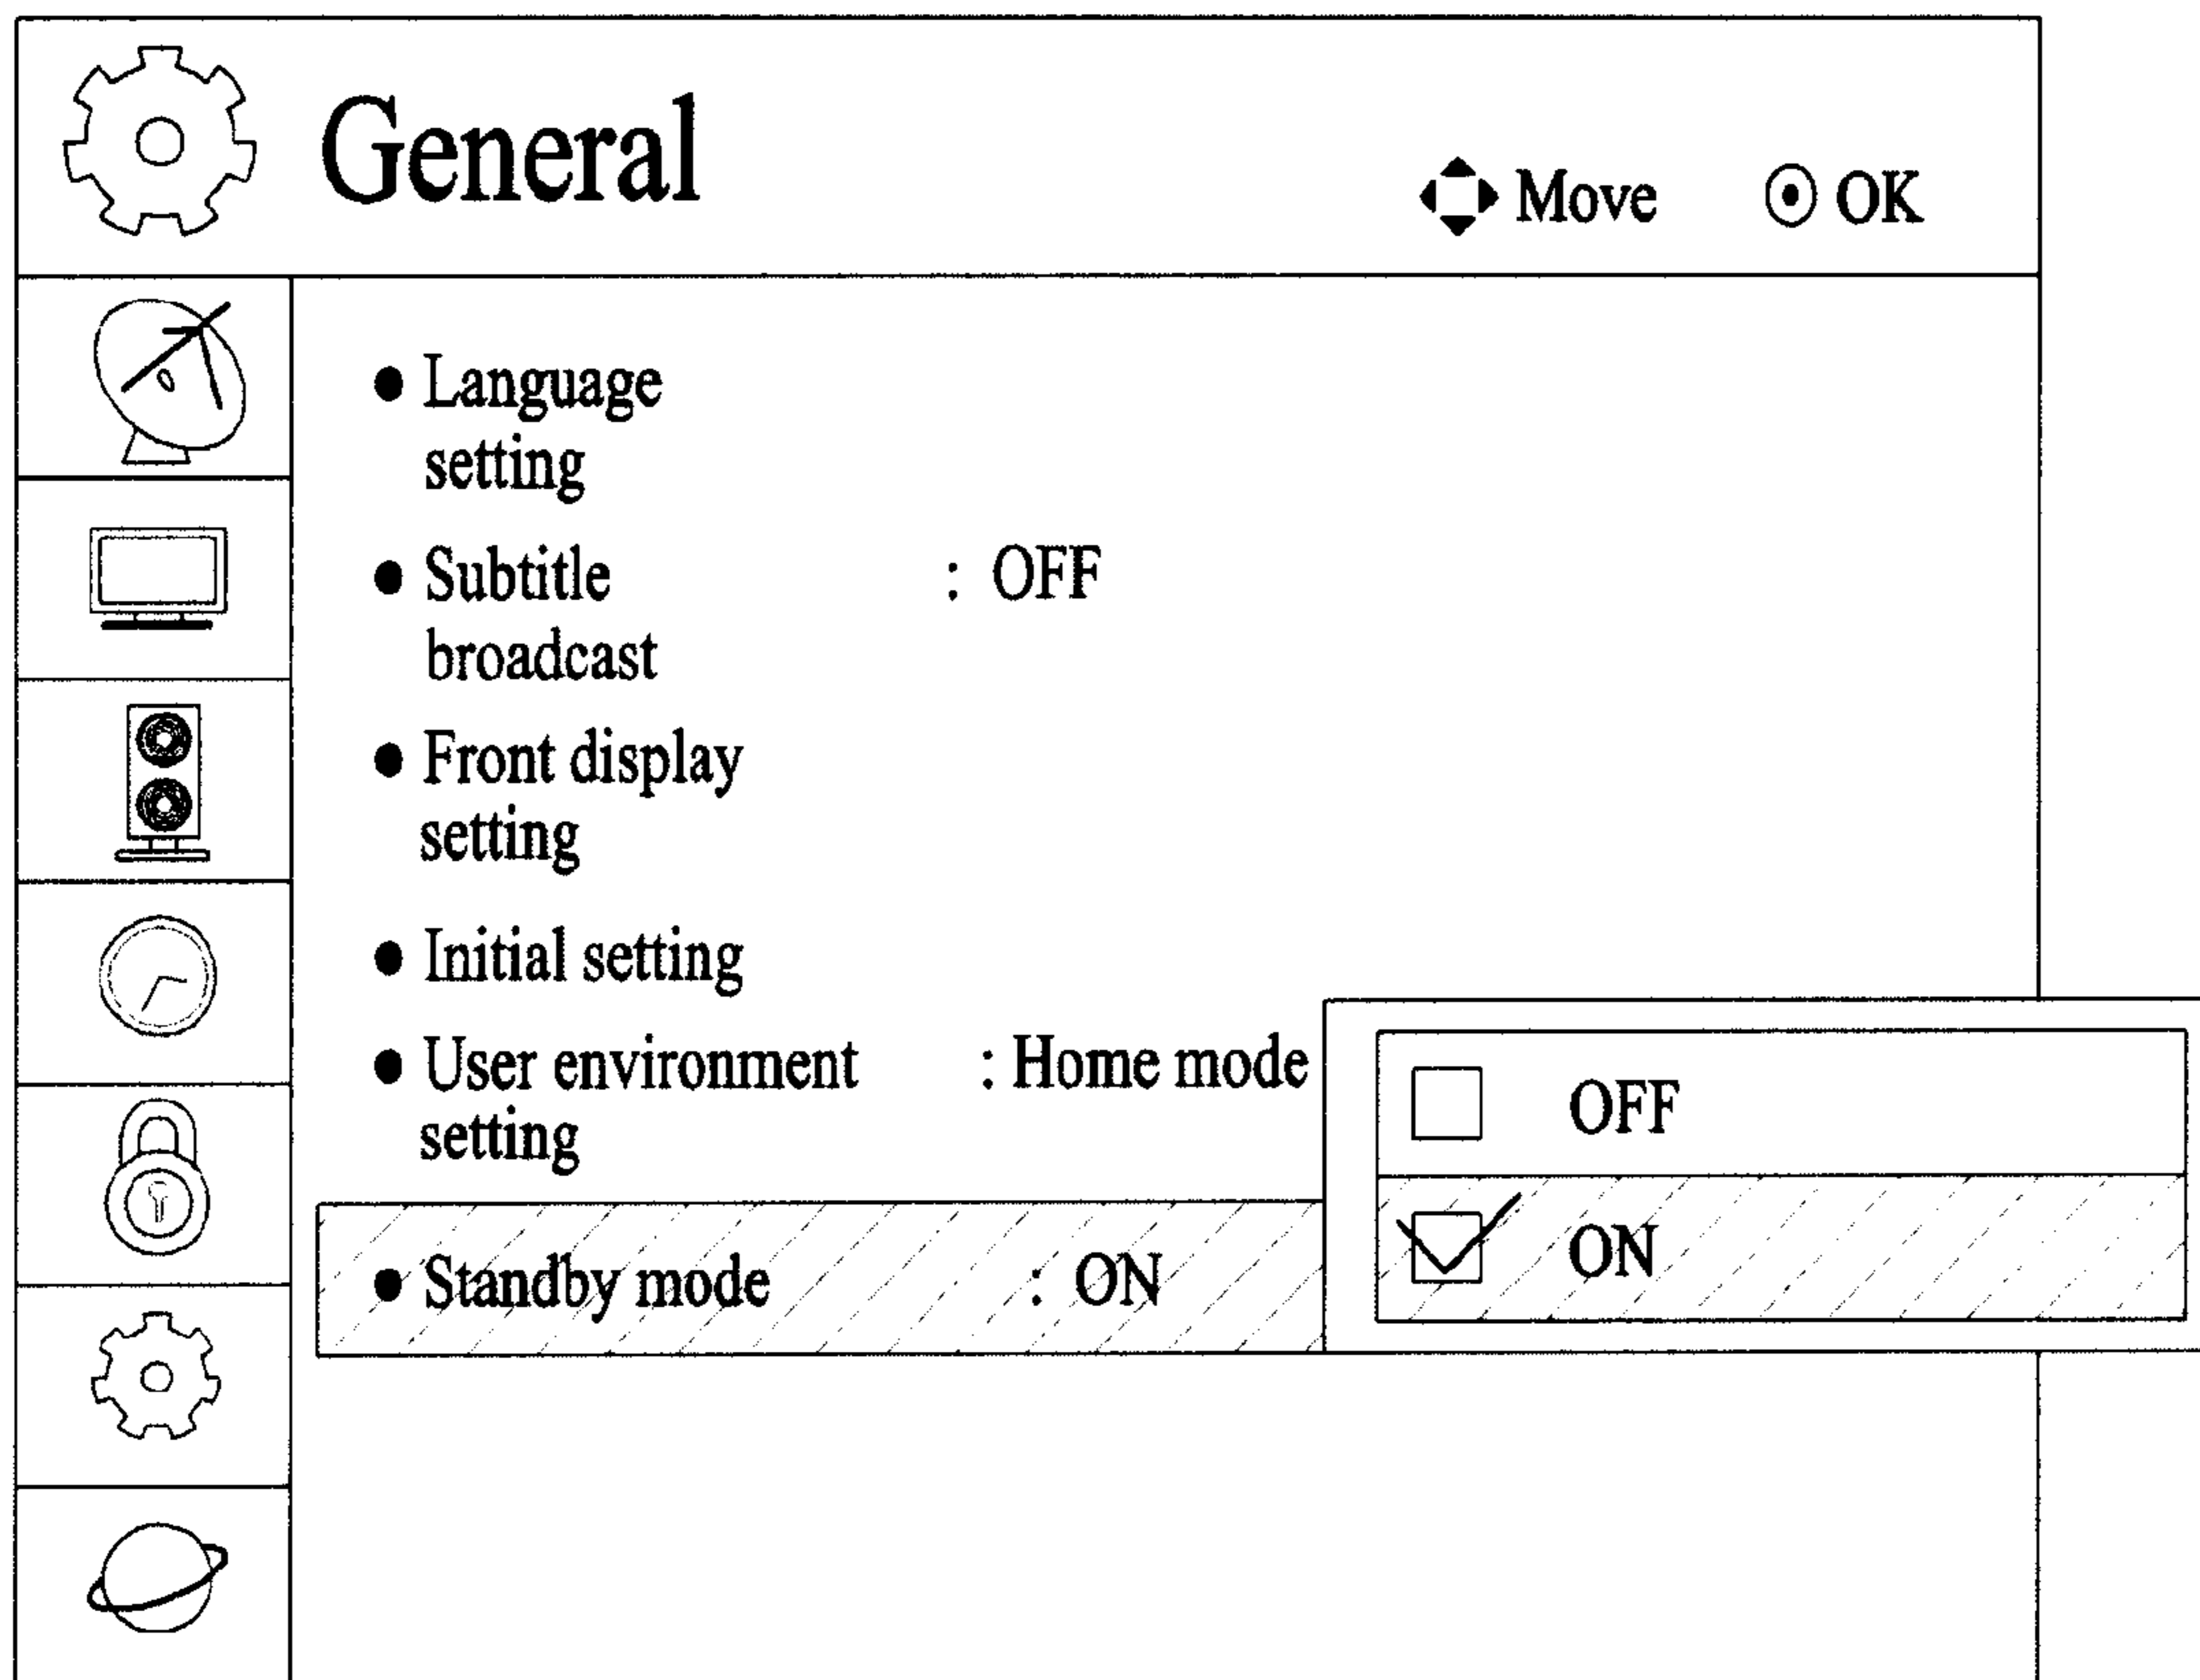 General
Move OK
● Language
setting
● Subtitle : OFF
broadcast
● Front display
setting
● Initial setting
● User environment : Home mode
setting
OFF
● Standby mode : ON
ON